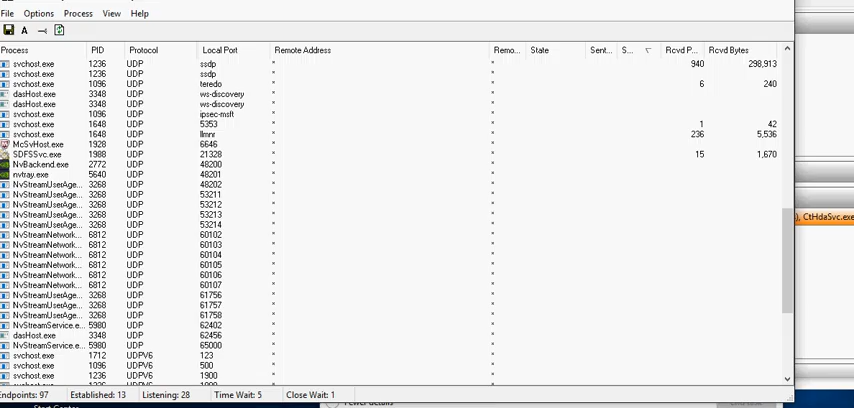 File Options Process View Help
A
Process PID Protocol Local Port Remote Address Remo... State Sent... S... Rcvd P... Rcvd Bytes
svchost.exe 1236 UDP ssdp * * 940 298,913
svchost.exe 1236 UDP ssdp * *
svchost.exe 1096 UDP teredo * * 6 240
dasHost.exe 3348 UDP ws-discovery * *
dasHost.exe 3348 UDP ws-discovery * *
svchost.exe 1096 UDP ipsec-msft * *
svchost.exe 1648 UDP 5353 * * 1 42
svchost.exe 1648 UDP llmnr * * 236 5,536
McSvHost.exe 1928 UDP 6646 * *
SDFSSvc.exe 1988 UDP 21328 * * 15 1,670
NvBackend.exe 2772 UDP 48200 * *
nvtray.exe 5640 UDP 48201 * *
NvStreamUserAge... 3268 UDP 48202 * *
NvStreamUserAge... 3268 UDP 53211 * *
NvStreamUserAge... 3268 UDP 53212 * *
NvStreamUserAge... 3268 UDP 53213 * *
NvStreamUserAge... 3268 UDP 53214 * *
NvStreamNetwork... 6812 UDP 60102 * *
NvStreamNetwork... 6812 UDP 60103 * *
NvStreamNetwork... 6812 UDP 60104 * *
NvStreamNetwork... 6812 UDP 60105 * *
NvStreamNetwork... 6812 UDP 60106 * *
NvStreamNetwork... 6812 UDP 60107 * *
NvStreamUserAge... 3268 UDP 61756 * *
NvStreamUserAge... 3268 UDP 61757 * *
NvStreamUserAge... 3268 UDP 61758 * *
NvStreamService.e... 5980 UDP 62402 * *
dasHost.exe 3348 UDP 62456 * *
NvStreamService.e... 5980 UDP 65000 * *
svchost.exe 1712 UDPV6 123 * *
svchost.exe 1096 UDPV6 500 * *
svchost.exe 1236 UDPV6 1900 * *
Endpoints: 97 Established: 13 Listening: 28 Time Wait: 5 Close Wait: 1
), CtHdaSvc.exe
Start Center
Fewer details